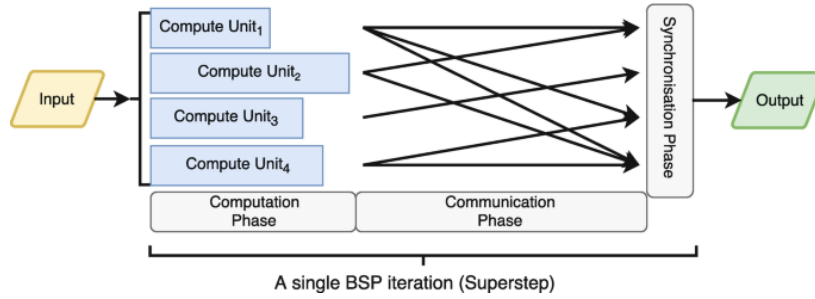 Input
Compute Unit₁
Compute Unit₂
Compute Unit₃
Compute Unit₄
Synchronisation Phase
Output
Computation
Phase
Communication
Phase
A single BSP iteration (Superstep)